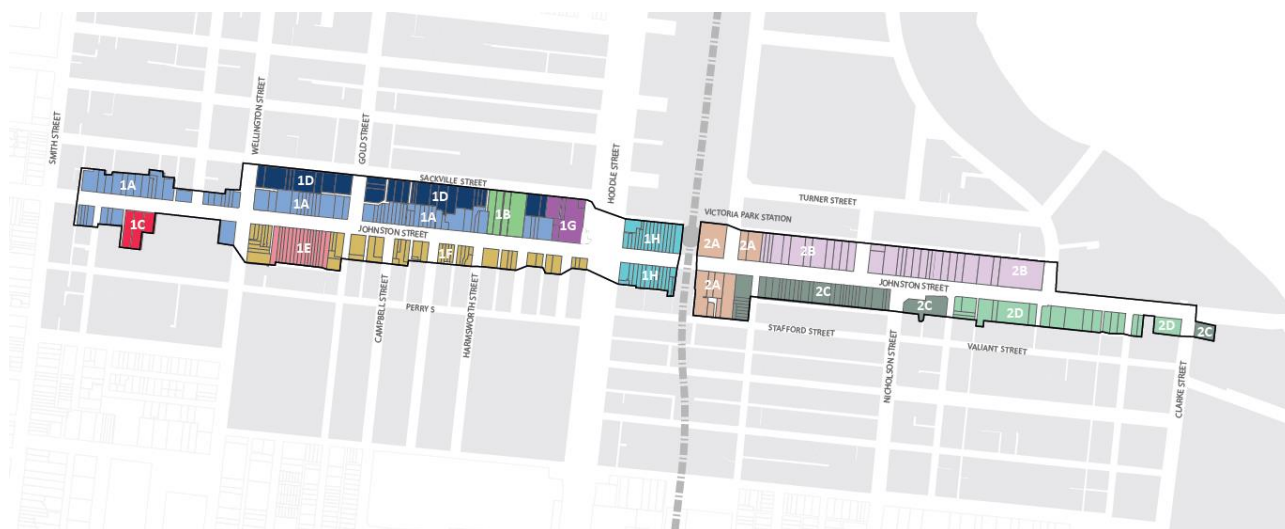 SMITH STREET
WELLINGTON STREET
GOLD STREET
SACKVILLE STREET
HODDLE STREET
TURNER STREET
VICTORIA PARK STATION
1A
1D
1D
1A
1A
1B
1G
1C
JOHNSTON STREET
1E
1F
1H
1H
2A
2A
2B
2B
JOHNSTON STREET
2A
2C
2C
2D
2D
2C
PERRY S
CAMPBELL STREET
HARMSWORTH STREET
STAFFORD STREET
NICHOLSON STREET
VALIANT STREET
CLARKE STREET